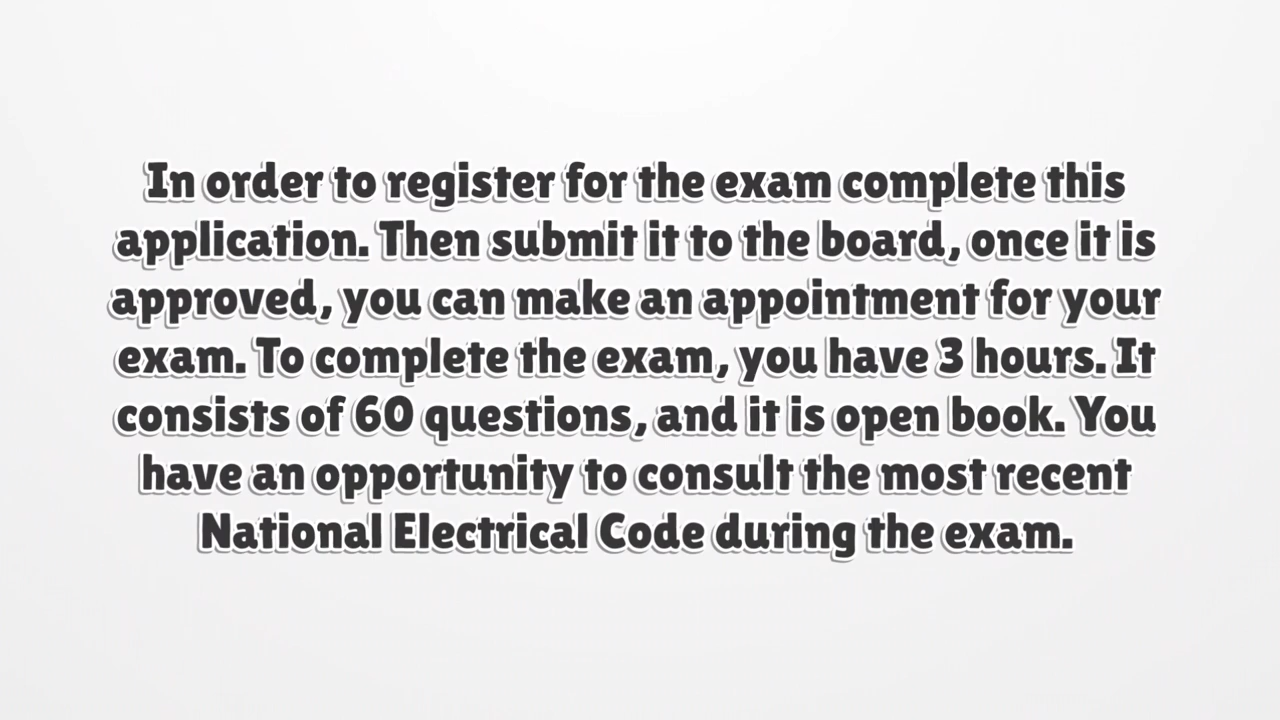 In order to register for the exam complete this
application. Then submit it to the board, once it is
approved, you can make an appointment for your
exam. To complete the exam, you have 3 hours. It
consists of 60 questions, and it is open book. You
have an opportunity to consult the most recent
National Electrical Code during the exam.